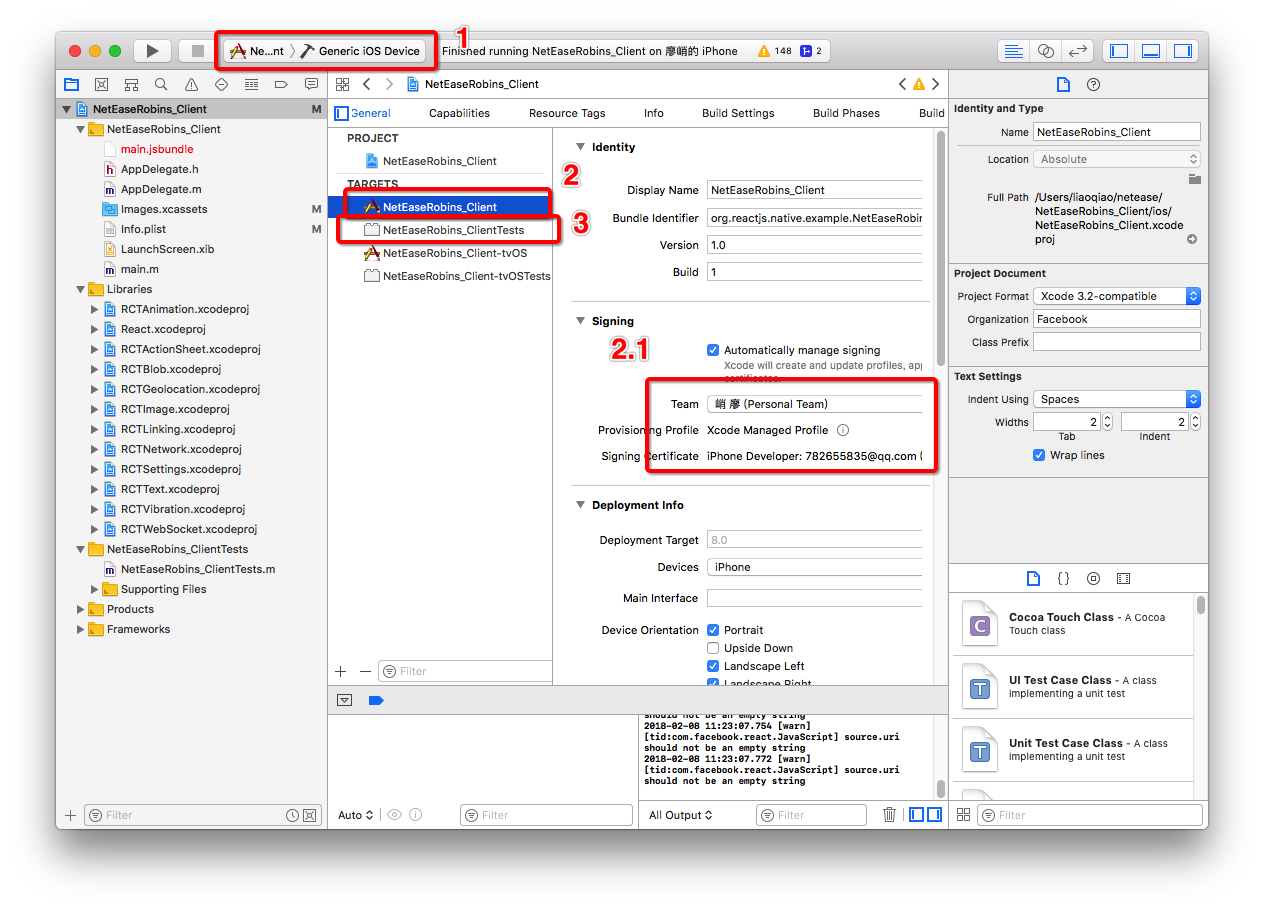 1
Ne...nt
Generic iOS Device
Finished running NetEaseRobins_Client on 廖峭的 iPhone
148
2
NetEaseRobins_Client
M
NetEaseRobins_Client
main.jsbundle
AppDelegate.h
AppDelegate.m
Images.xcassets
M
Info.plist
M
LaunchScreen.xib
main.m
Libraries
RCTAnimation.xcodeproj
React.xcodeproj
RCTActionSheet.xcodeproj
RCTBlob.xcodeproj
RCTGeolocation.xcodeproj
RCTImage.xcodeproj
RCTLinking.xcodeproj
RCTNetwork.xcodeproj
RCTSettings.xcodeproj
RCTText.xcodeproj
RCTVibration.xcodeproj
RCTWebSocket.xcodeproj
NetEaseRobins_ClientTests
NetEaseRobins_ClientTests.m
Supporting Files
Products
Frameworks
Filter
NetEaseRobins_Client
General
Capabilities
Resource Tags
Info
Build Settings
Build Phases
Build
PROJECT
NetEaseRobins_Client
TARGETS
2
NetEaseRobins_Client
3
NetEaseRobins_ClientTests
NetEaseRobins_Client-tvOS
NetEaseRobins_Client-tvOSTests
Filter
Identity
Display Name NetEaseRobins_Client
Bundle Identifier org.reactjs.native.example.NetEaseRobin
Version 1.0
Build 1
Signing
2.1
Automatically manage signing
Xcode will create and update profiles, app
certificates.
Team 峭 廖 (Personal Team)
Provisioning Profile Xcode Managed Profile
Signing Certificate iPhone Developer: 782655835@qq.com (
Deployment Info
Deployment Target 8.0
Devices iPhone
Main Interface
Device Orientation Portrait
Upside Down
Landscape Left
Landscape Right
should not be an empty string
2018-02-08 11:23:07.754 [warn]
[tid:com.facebook.react.JavaScript] source.uri
should not be an empty string
2018-02-08 11:23:07.772 [warn]
[tid:com.facebook.react.JavaScript] source.uri
should not be an empty string
Auto
Filter
All Output
Filter
Identity and Type
Name NetEaseRobins_Client
Location Absolute
Full Path /Users/liaoqiao/netease/
NetEaseRobins_Client/ios/
NetEaseRobins_Client.xcode
proj
Project Document
Project Format Xcode 3.2-compatible
Organization Facebook
Class Prefix
Text Settings
Indent Using Spaces
Widths 2 2
Tab Indent
Wrap lines
{}
C
Cocoa Touch Class - A Cocoa
Touch class
T
UI Test Case Class - A class
implementing a unit test
T
Unit Test Case Class - A class
implementing a unit test
Filter